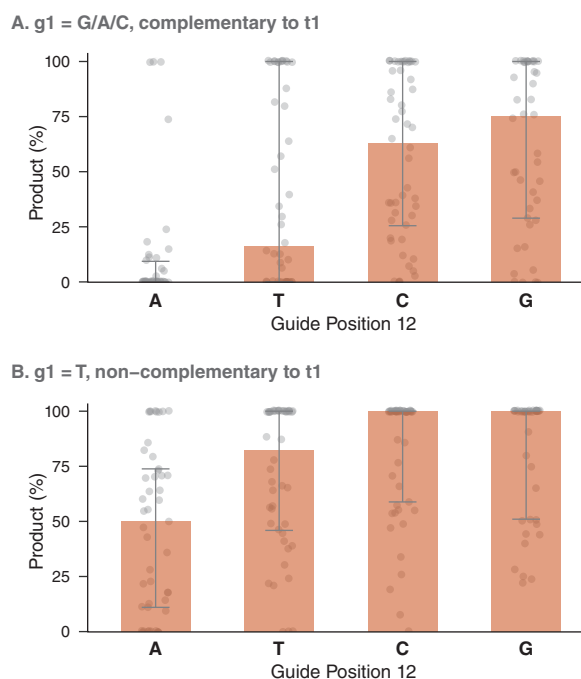 A. g1 = G/A/C, complementary to t1
100
75
50
25
0
Product (%)
A T C G
Guide Position 12
B. g1 = T, non−complementary to t1
100
75
50
25
0
Product (%)
A T C G
Guide Position 12